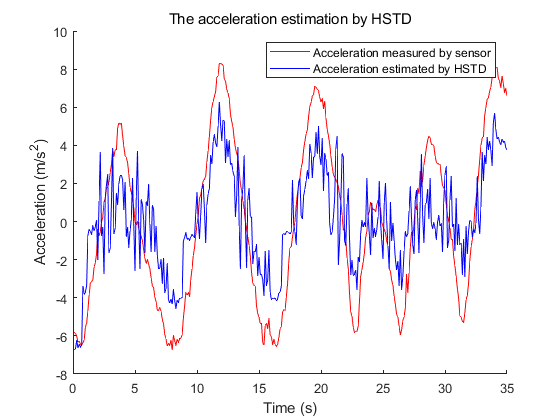 The acceleration estimation by HSTD
Acceleration measured by sensor
Acceleration estimated by HSTD
10
8
6
4
2
0
-2
-4
-6
-8
Acceleration (m/s²)
0 5 10 15 20 25 30 35
Time (s)